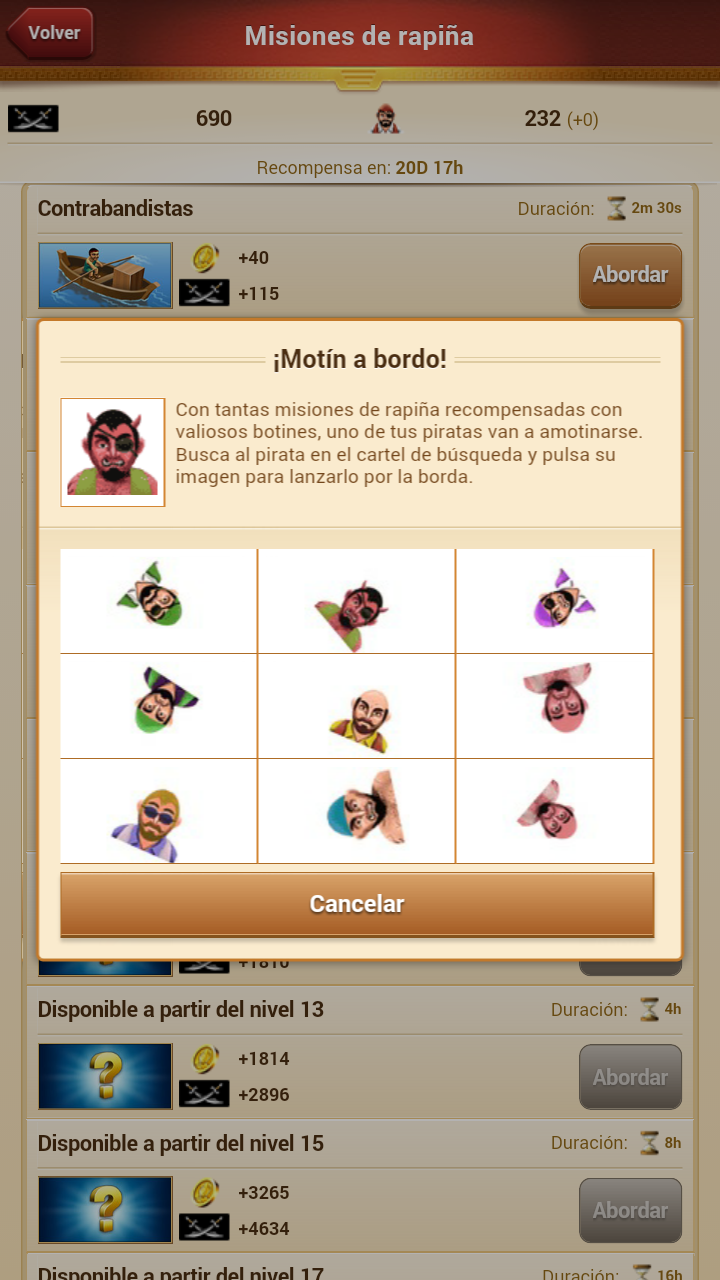 Volver
Misiones de rapiña
690
232 (+0)
Recompensa en: 20D 17h
Contrabandistas
Duración: 2m 30s
+40
+115
Abordar
¡Motín a bordo!
Con tantas misiones de rapiña recompensadas con
valiosos botines, uno de tus piratas van a amotinarse.
Busca al pirata en el cartel de búsqueda y pulsa su
imagen para lanzarlo por la borda.
Cancelar
+1810
Disponible a partir del nivel 13
Duración: 4h
+1814
+2896
Abordar
Disponible a partir del nivel 15
Duración: 8h
+3265
+4634
Abordar
Disponible a partir del nivel 17
Duración: 16h